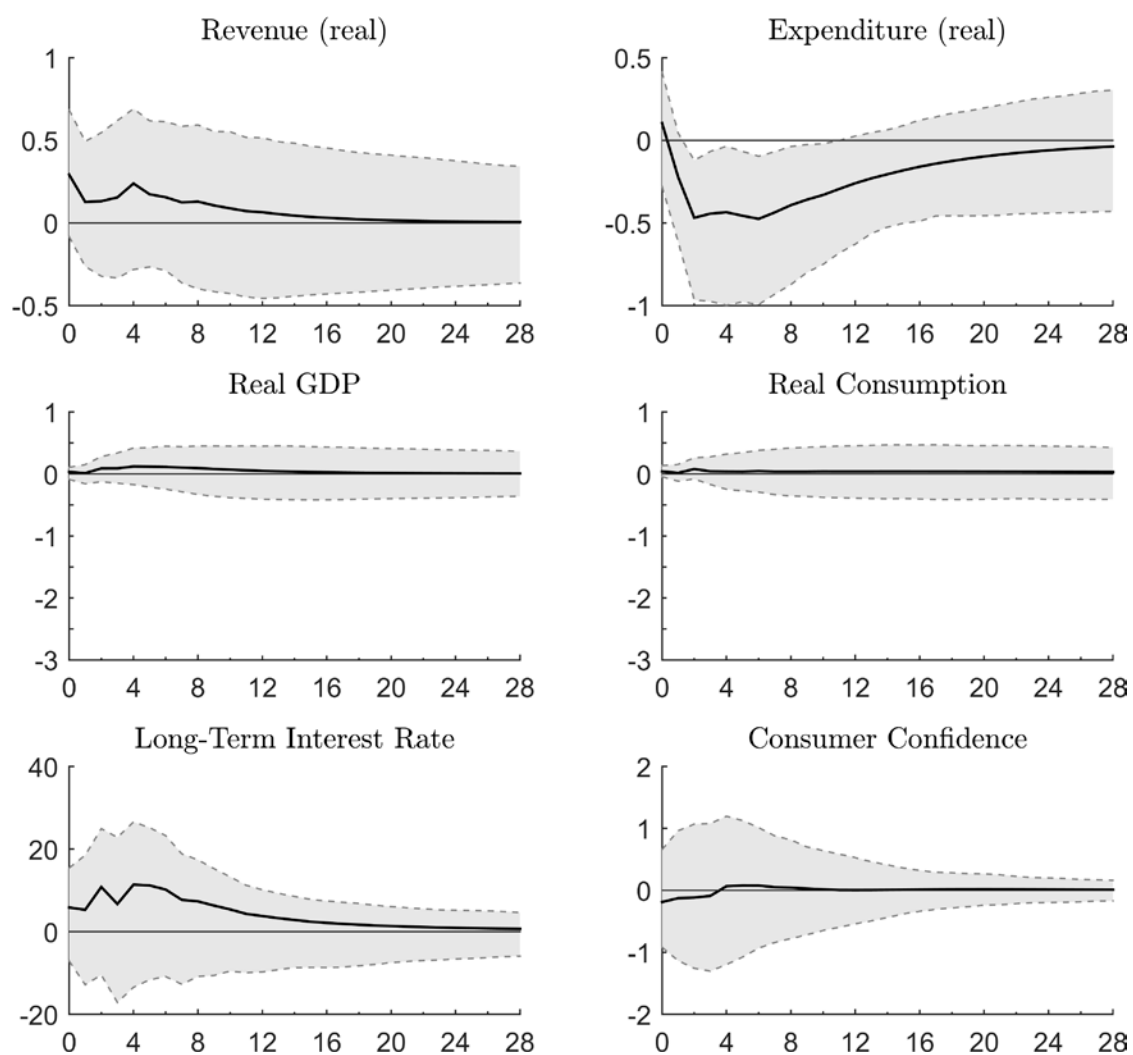 Revenue (real)
1
0.5
0
-0.5
0 4 8 12 16 20 24 28
Expenditure (real)
0.5
0
-0.5
-1
0 4 8 12 16 20 24 28
Real GDP
1
0
-1
-2
-3
0 4 8 12 16 20 24 28
Real Consumption
1
0
-1
-2
-3
0 4 8 12 16 20 24 28
Long-Term Interest Rate
40
20
0
-20
0 4 8 12 16 20 24 28
Consumer Confidence
2
1
0
-1
-2
0 4 8 12 16 20 24 28